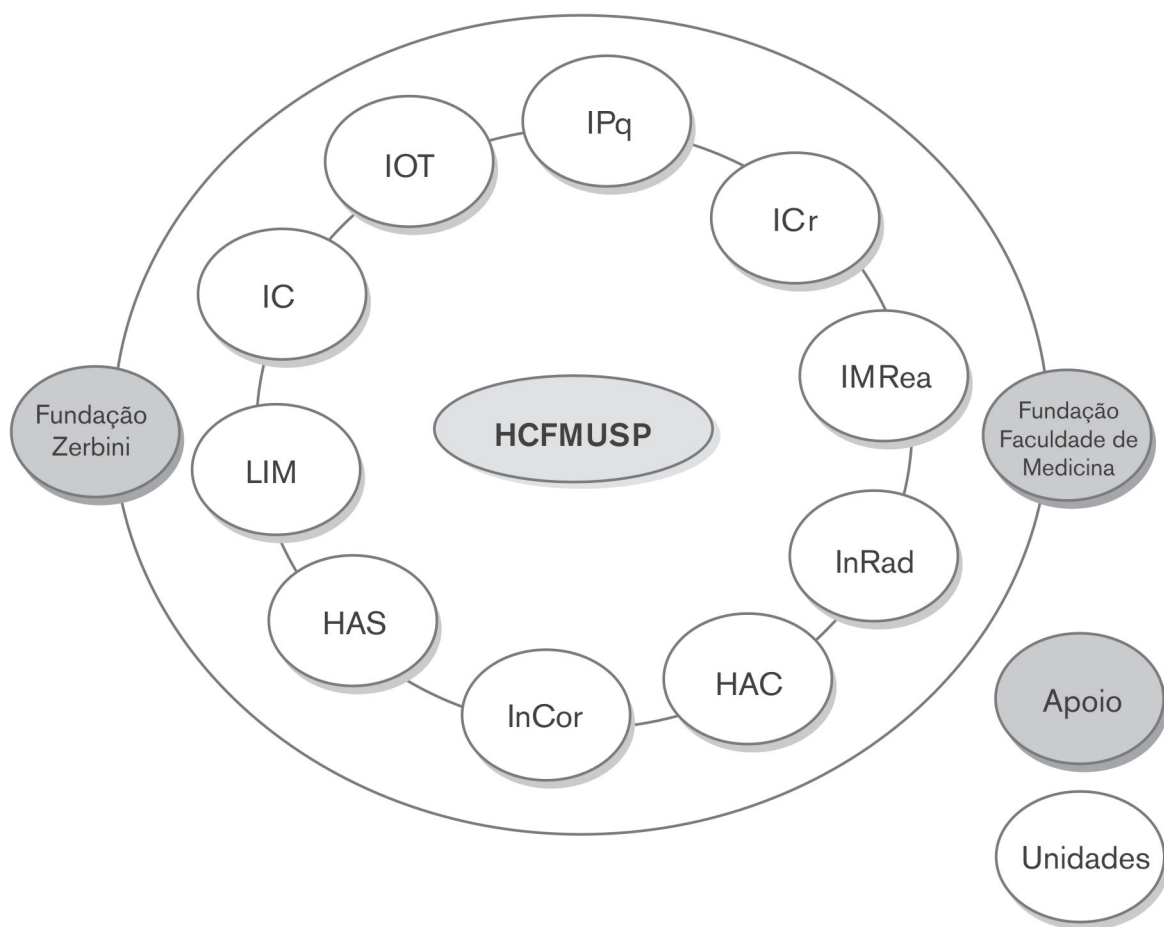 IPq
IOT
ICr
IC
IMRea
Fundação
Zerbini
HCFMUSP
Fundação
Faculdade de
Medicina
LIM
InRad
HAS
HAC
InCor
Apoio
Unidades